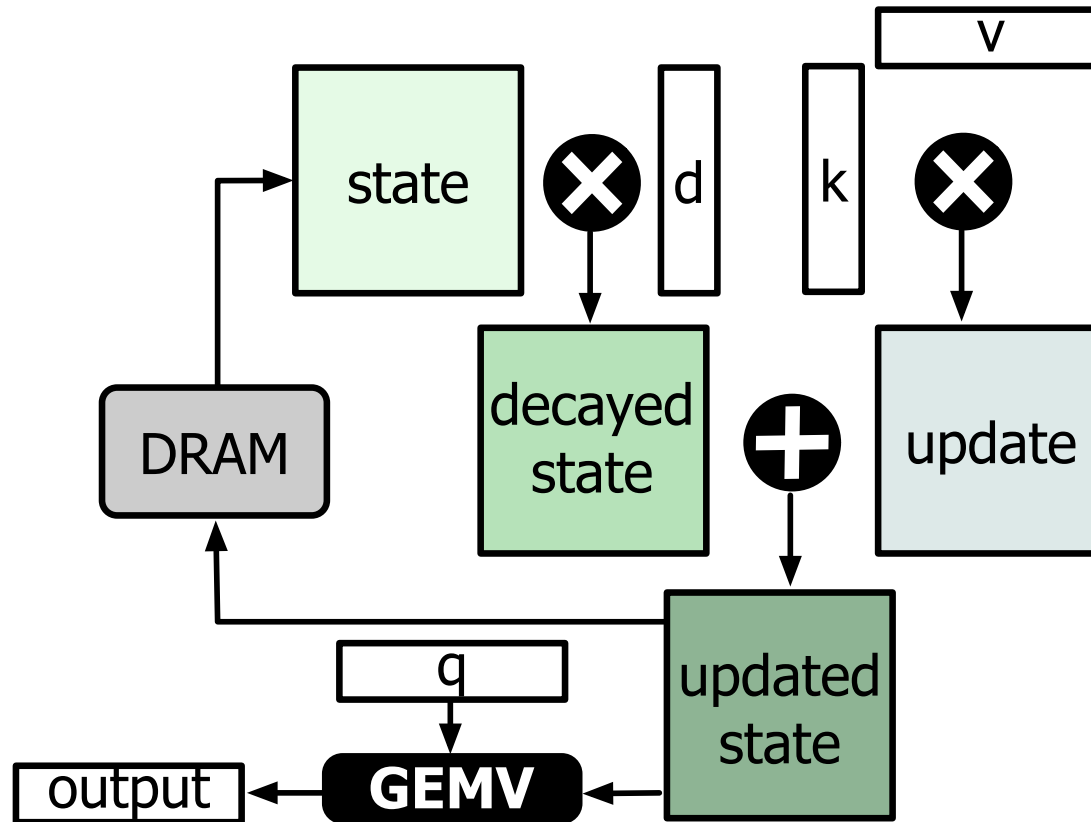 v
state
d
k
decayed
state
update
DRAM
updated
state
q
GEMV
output